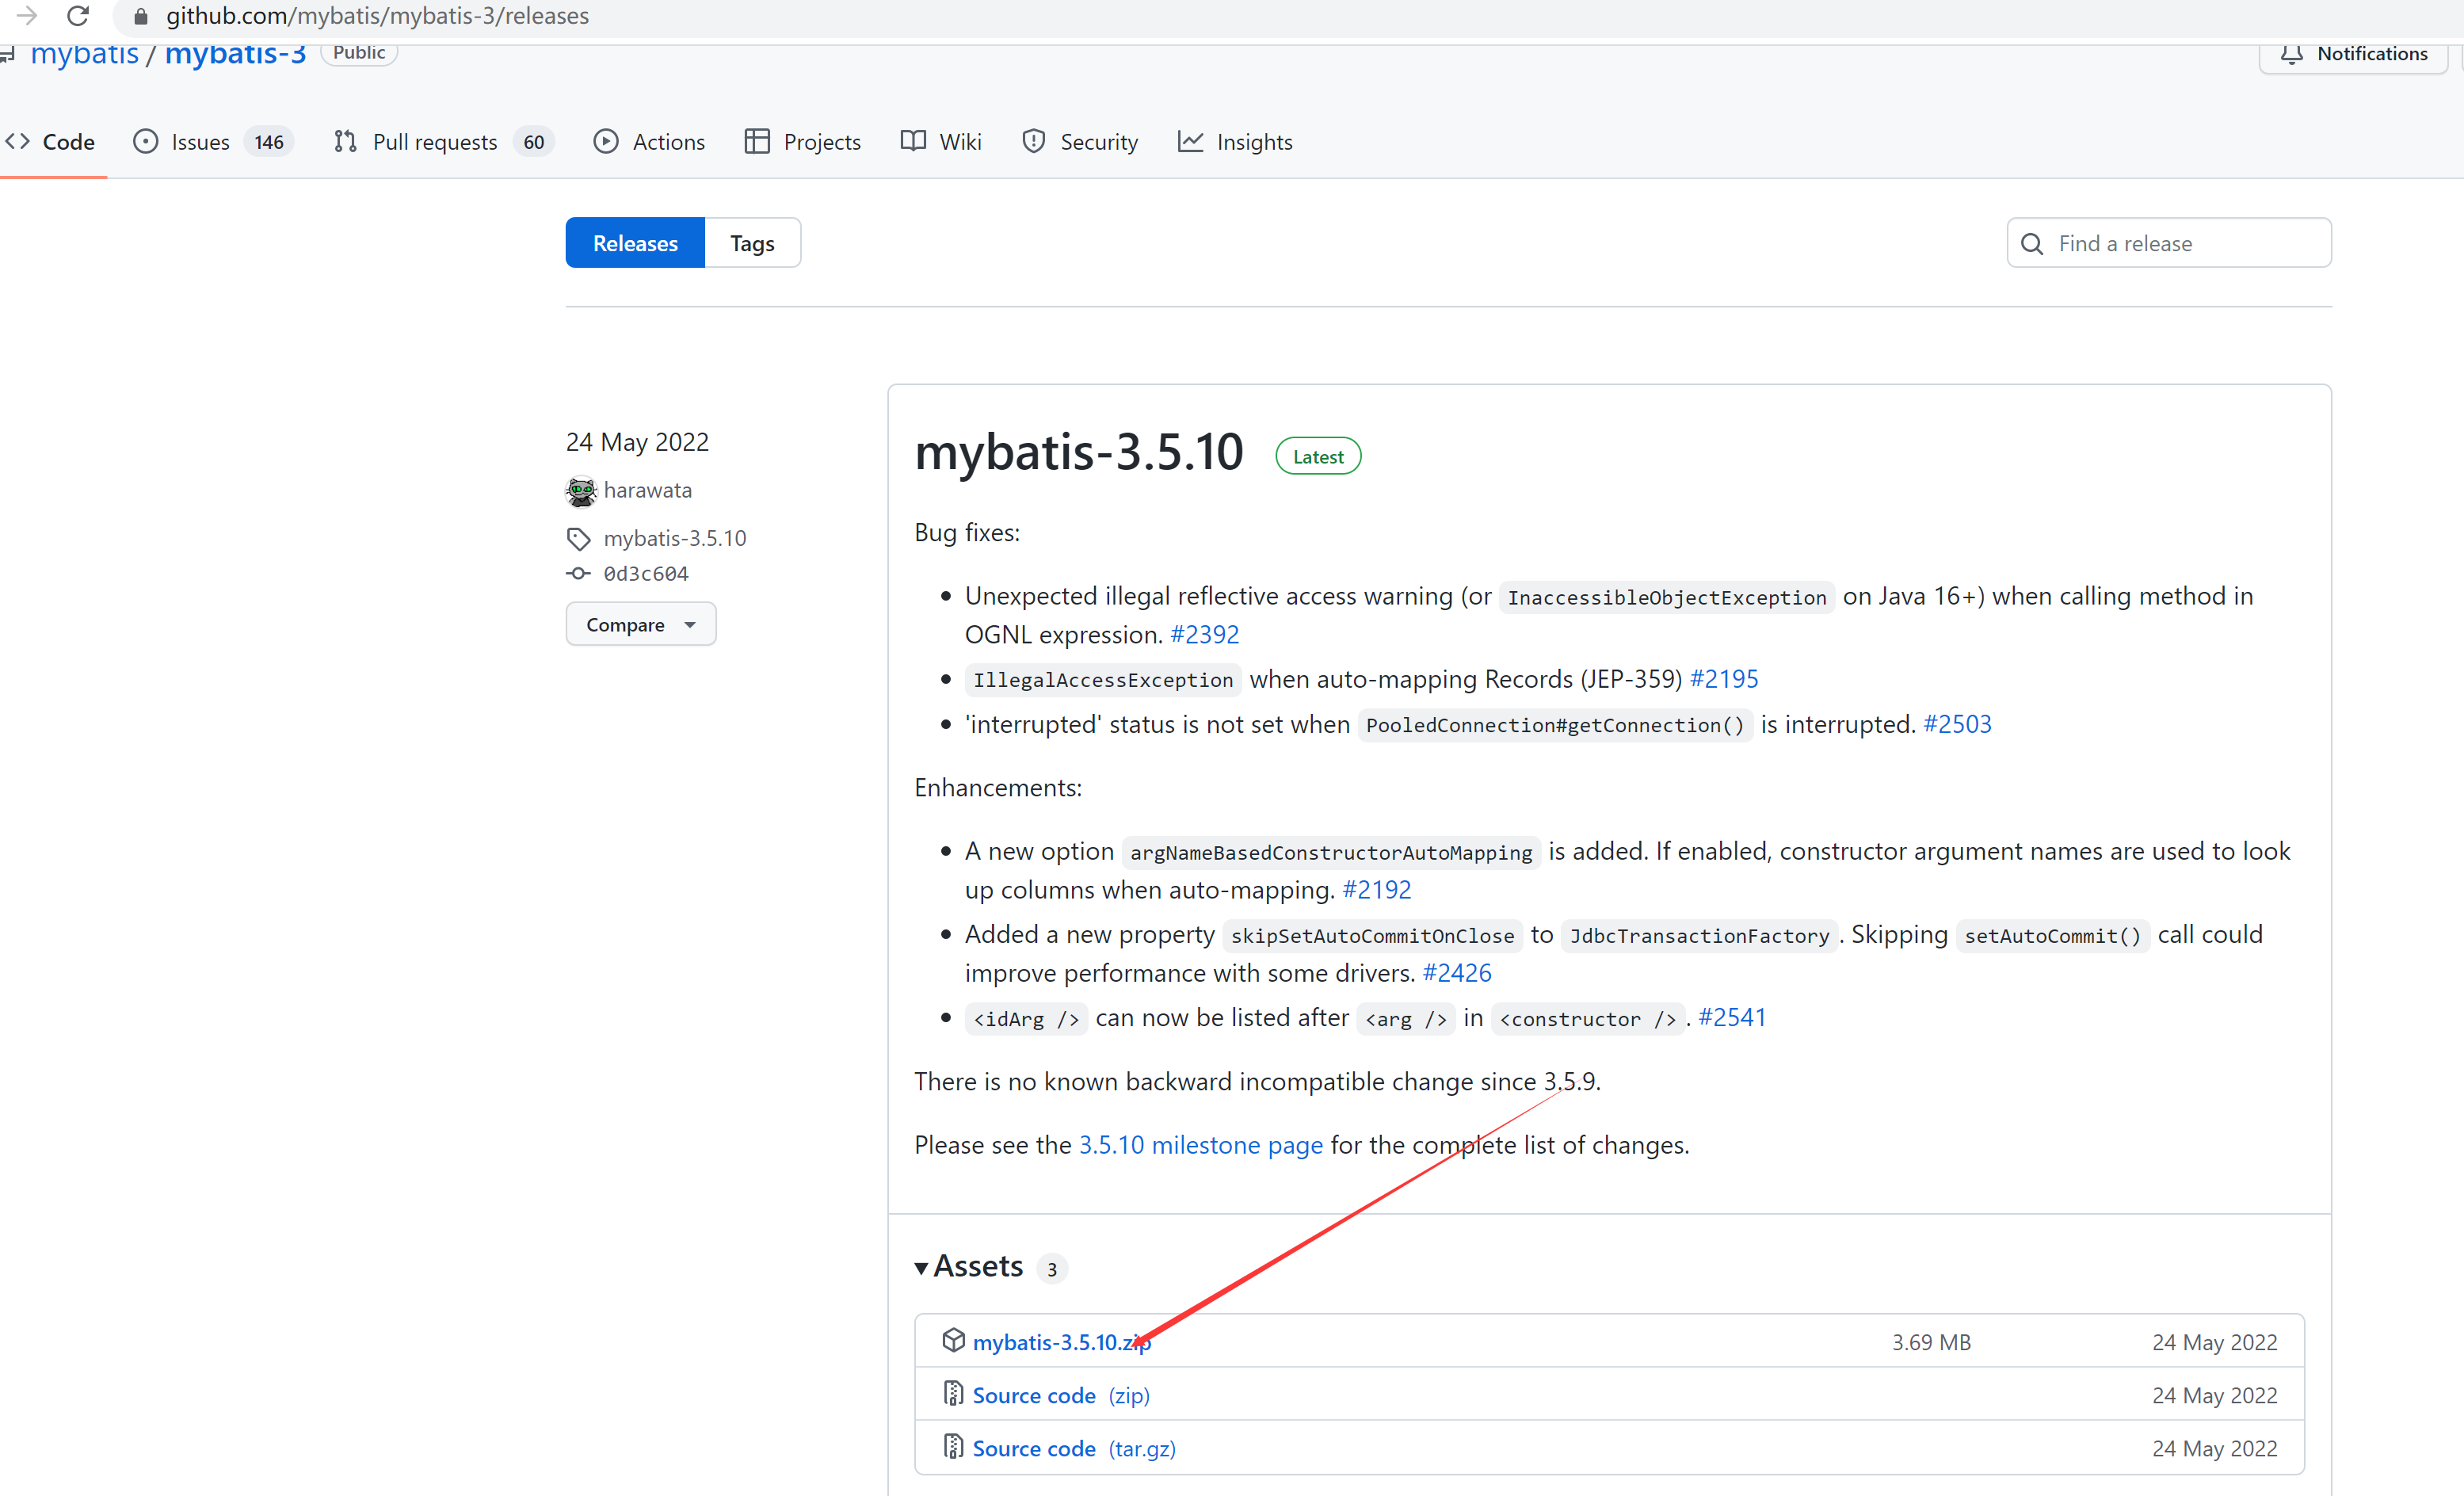 github.com/mybatis/mybatis-3/releases
mybatis / mybatis-3 Public Notifications
Code Issues 146 Pull requests 60 Actions Projects Wiki Security Insights
Releases Tags Find a release
24 May 2022
harawata
mybatis-3.5.10
0d3c604
Compare
mybatis-3.5.10 Latest
Bug fixes:
Unexpected illegal reflective access warning (or InaccessibleObjectException on Java 16+) when calling method in
OGNL expression. #2392
IllegalAccessException when auto-mapping Records (JEP-359) #2195
'interrupted' status is not set when PooledConnection#getConnection() is interrupted. #2503
Enhancements:
A new option argNameBasedConstructorAutoMapping is added. If enabled, constructor argument names are used to look
up columns when auto-mapping. #2192
Added a new property skipSetAutoCommitOnClose to JdbcTransactionFactory. Skipping setAutoCommit() call could
improve performance with some drivers. #2426
<idArg /> can now be listed after <arg /> in <constructor />. #2541
There is no known backward incompatible change since 3.5.9.
Please see the 3.5.10 milestone page for the complete list of changes.
Assets 3
mybatis-3.5.10.zip 3.69 MB 24 May 2022
Source code (zip) 24 May 2022
Source code (tar.gz) 24 May 2022